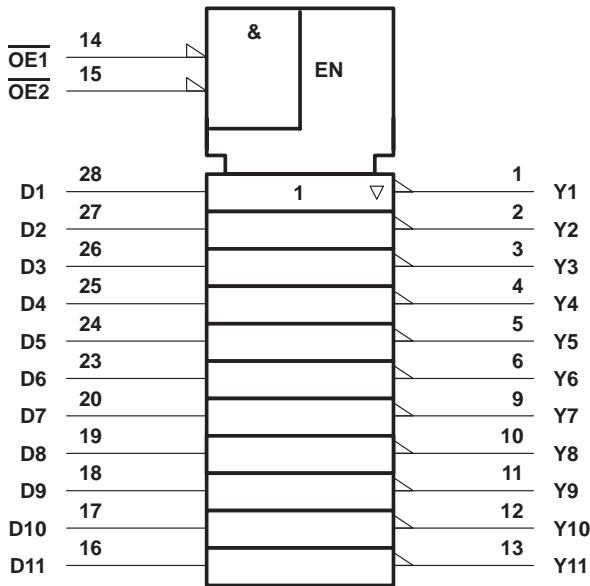 14 &
OE1
15 EN
OE2
28 1
D1 1 ▽ Y1
27 2
D2 Y2
26 3
D3 Y3
25 4
D4 Y4
24 5
D5 Y5
23 6
D6 Y6
20 9
D7 Y7
19 10
D8 Y8
18 11
D9 Y9
17 12
D10 Y10
16 13
D11 Y11